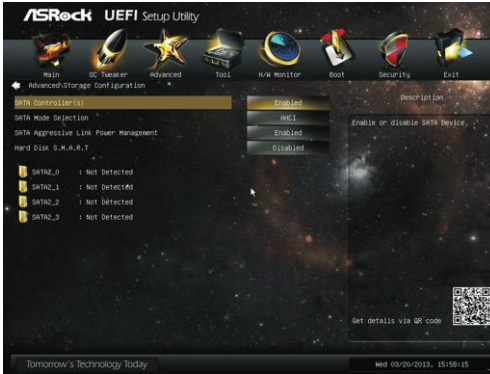 ASRock UEFI Setup Utility
Main OC Tweaker Advanced Tool H/W Monitor Boot Security Exit
Advanced\Storage Configuration
Description
SATA Controller(s) Enabled
SATA Mode Selection AHCI
Enable or disable SATA Device.
SATA Aggressive Link Power Management Enabled
Hard Disk S.M.A.R.T Disabled
SATA2_0 : Not Detected
SATA2_1 : Not Detected
SATA2_2 : Not Detected
SATA2_3 : Not Detected
Get details via QR code
Tomorrow's Technology Today
Wed 03/20/2013, 15:58:15